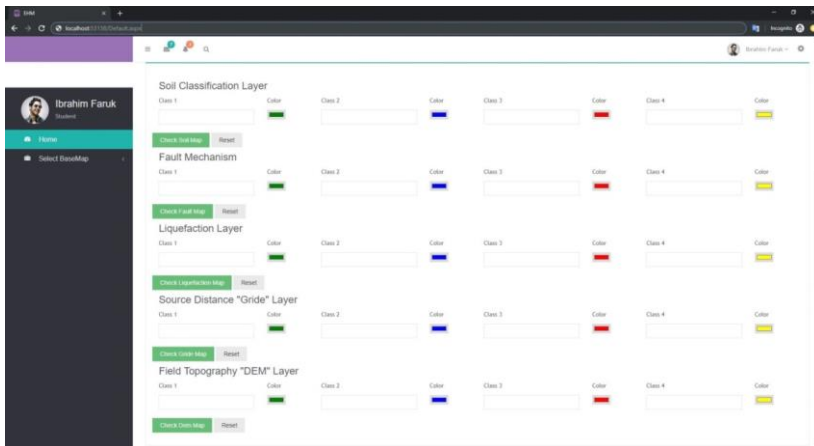 SHM
localhost:
Incognito
Ibrahim Faruk
Ibrahim Faruk
Student
Home
Select BaseMap
Soil Classification Layer
Class 1 Color Class 2 Color Class 3 Color Class 4 Color
Check Soil Map Reset
Fault Mechanism
Class 1 Color Class 2 Color Class 3 Color Class 4 Color
Check Fault Map Reset
Liquefaction Layer
Class 1 Color Class 2 Color Class 3 Color Class 4 Color
Check Liquefaction Map Reset
Source Distance "Gride" Layer
Class 1 Color Class 2 Color Class 3 Color Class 4 Color
Check Gride Map Reset
Field Topography "DEM" Layer
Class 1 Color Class 2 Color Class 3 Color Class 4 Color
Check Dem Map Reset